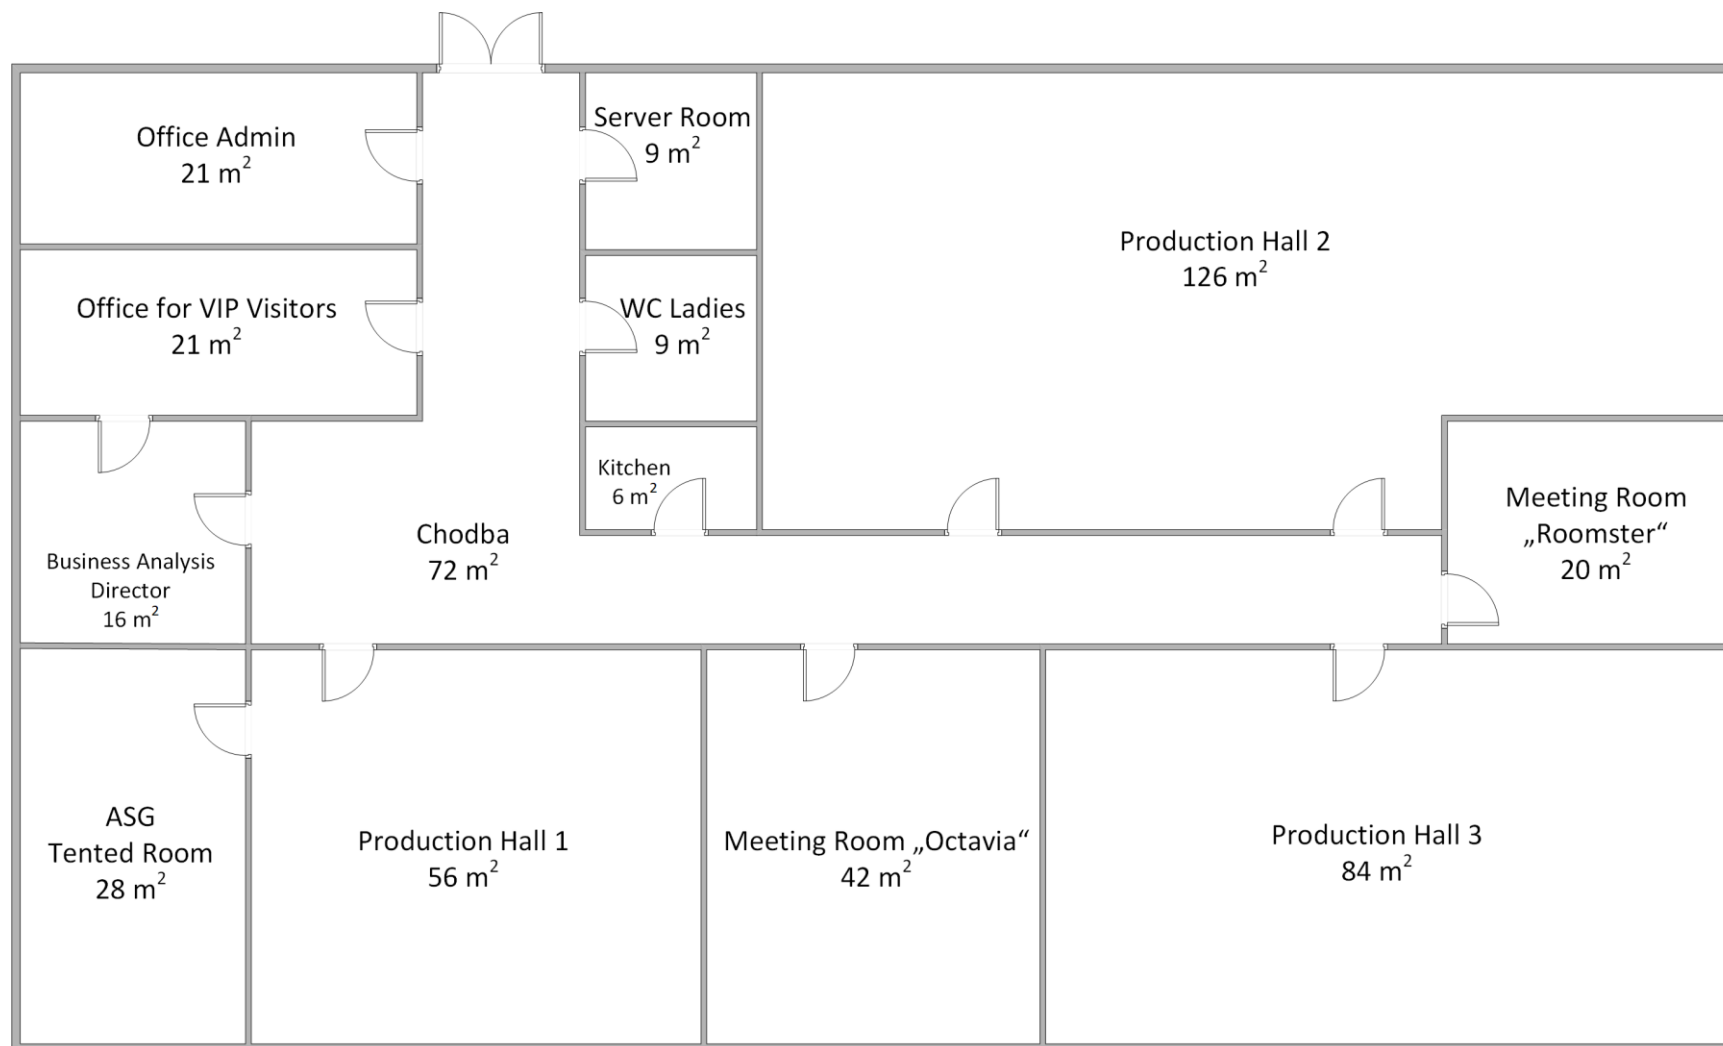 Office Admin
21 m²
Server Room
9 m²
Production Hall 2
126 m²
Office for VIP Visitors
21 m²
WC Ladies
9 m²
Kitchen
6 m²
Meeting Room
„Roomster“
20 m²
Chodba
72 m²
Business Analysis
Director
16 m²
ASG
Tented Room
28 m²
Production Hall 1
56 m²
Meeting Room „Octavia“
42 m²
Production Hall 3
84 m²